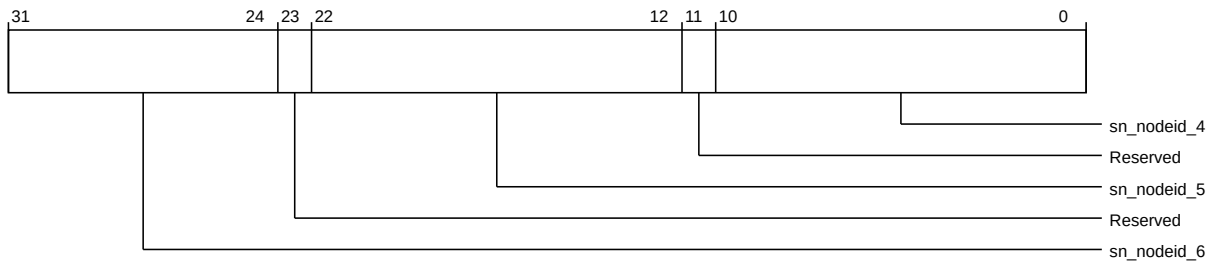 31 24 23 22 12 11 10 0
sn_nodeid_4
Reserved
sn_nodeid_5
Reserved
sn_nodeid_6